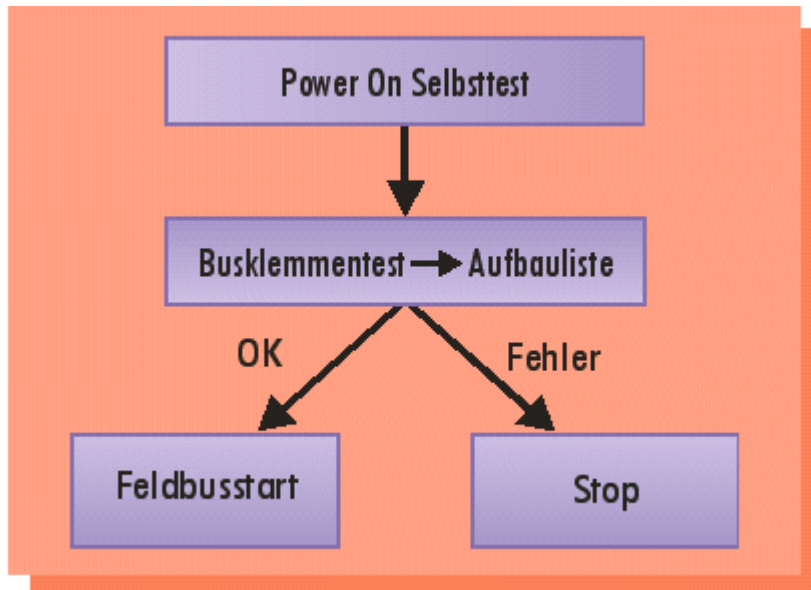 Power On Selbsttest
Busklemmentest → Aufbauliste
OK
Fehler
Feldbusstart
Stop